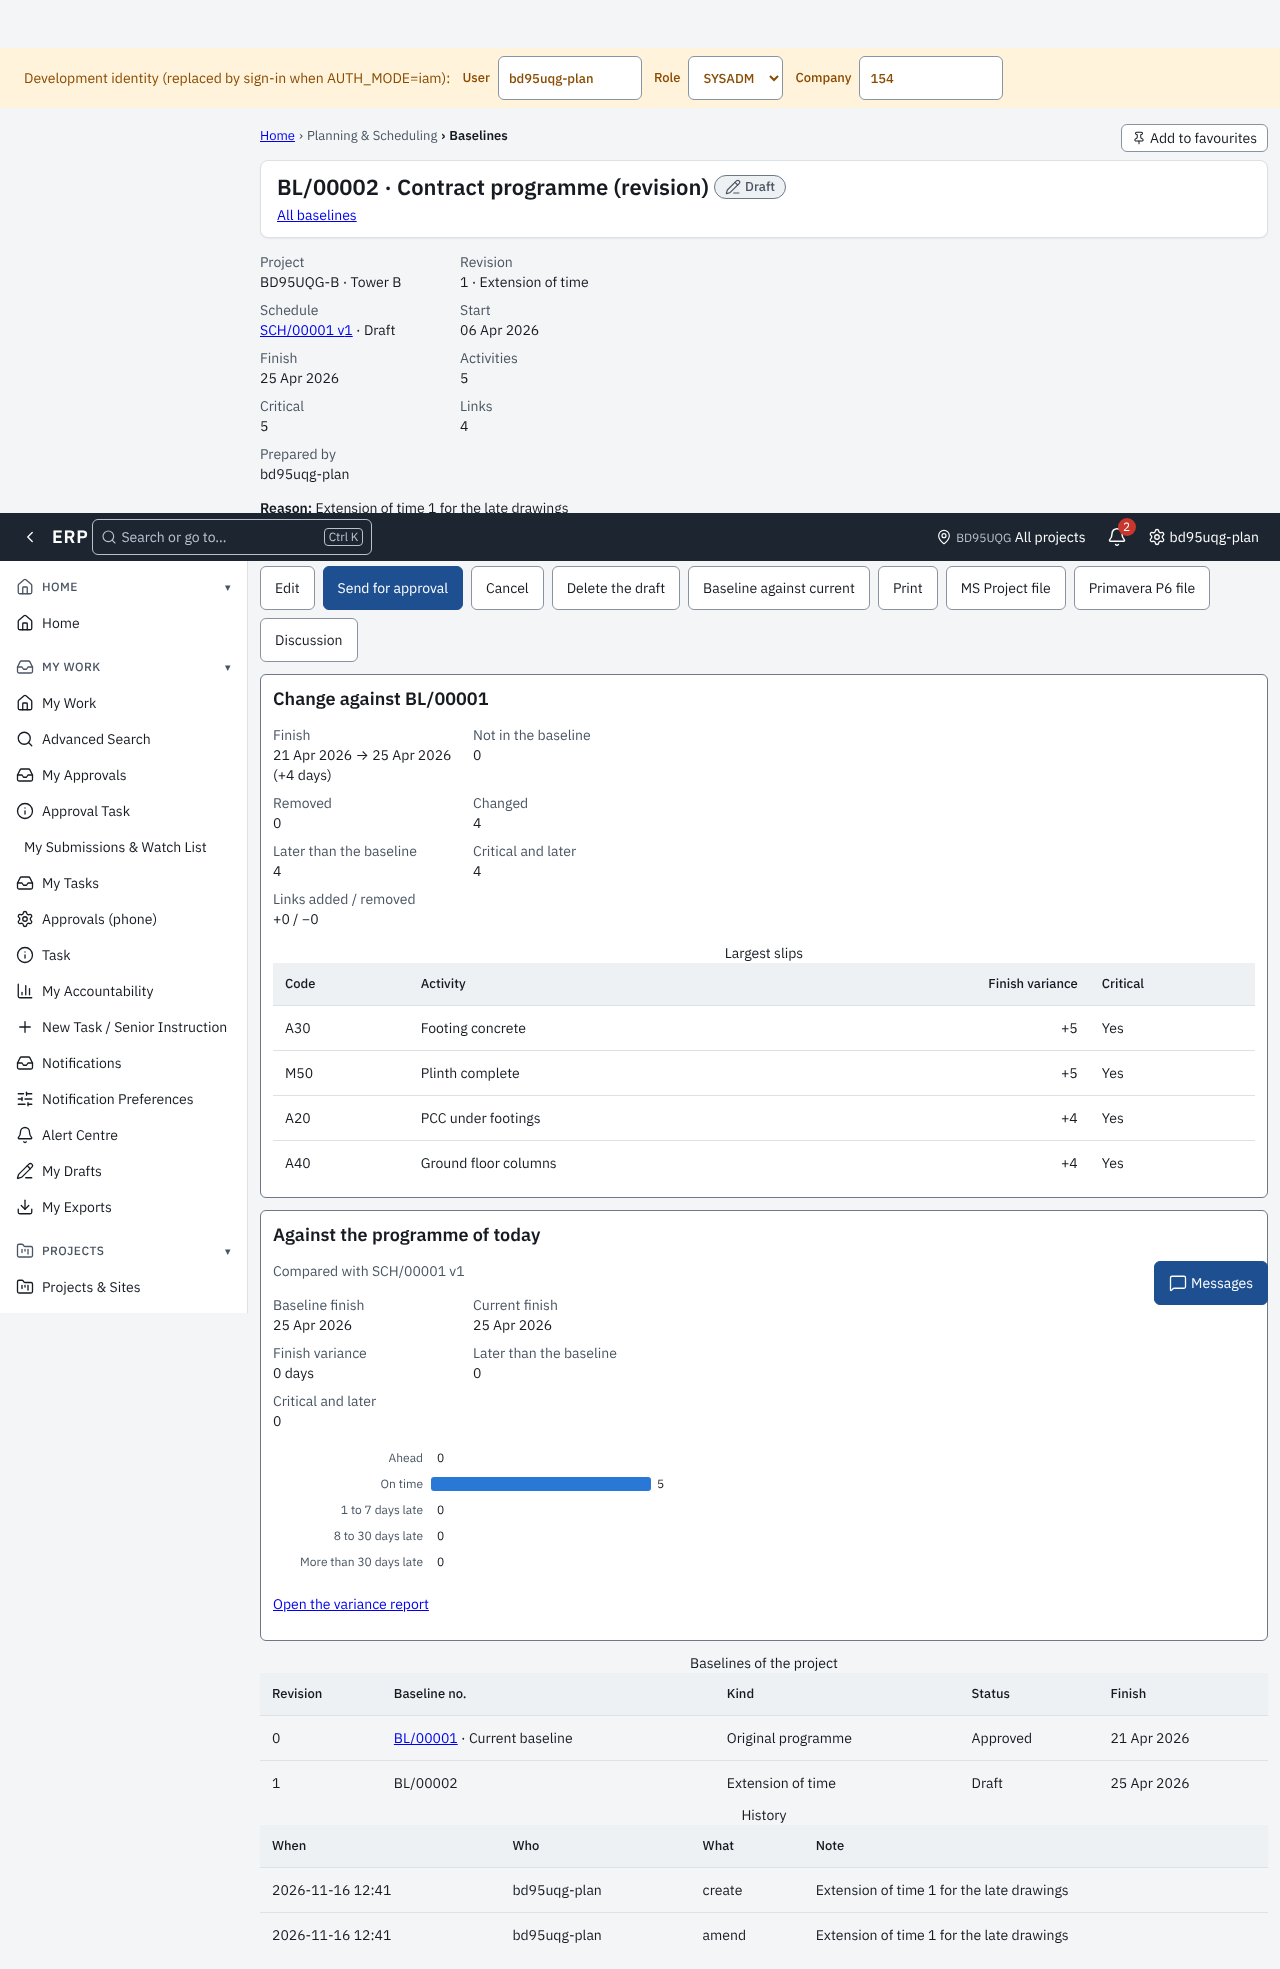 Development identity (replaced by sign-in when AUTH_MODE=iam): User bd95uqg-plan Role SYSADM Company 154
Home › Planning & Scheduling › Baselines
Add to favourites
BL/00002 · Contract programme (revision) Draft
All baselines
Project Revision
BD95UQG-B · Tower B 1 · Extension of time
Schedule Start
SCH/00001 v1 · Draft 06 Apr 2026
Finish Activities
25 Apr 2026 5
Critical Links
5 4
Prepared by
bd95uqg-plan
Reason: Extension of time 1 for the late drawings
ERP Search or go to... Ctrl K BD95UQG All projects 2 bd95uqg-plan
HOME
Home
MY WORK
My Work
Advanced Search
My Approvals
Approval Task
My Submissions & Watch List
My Tasks
Approvals (phone)
Task
My Accountability
New Task / Senior Instruction
Notifications
Notification Preferences
Alert Centre
My Drafts
My Exports
PROJECTS
Projects & Sites
Edit Send for approval Cancel Delete the draft Baseline against current Print MS Project file Primavera P6 file
Discussion
Change against BL/00001
Finish Not in the baseline
21 Apr 2026 → 25 Apr 2026 0
(+4 days)
Removed Changed
0 4
Later than the baseline Critical and later
4 4
Links added / removed
+0 / −0
Largest slips
Code Activity Finish variance Critical
A30 Footing concrete +5 Yes
M50 Plinth complete +5 Yes
A20 PCC under footings +4 Yes
A40 Ground floor columns +4 Yes
Against the programme of today
Compared with SCH/00001 v1
Messages
Baseline finish Current finish
25 Apr 2026 25 Apr 2026
Finish variance Later than the baseline
0 days 0
Critical and later
0
Ahead 0
On time 5
1 to 7 days late 0
8 to 30 days late 0
More than 30 days late 0
Open the variance report
Baselines of the project
Revision Baseline no. Kind Status Finish
0 BL/00001 · Current baseline Original programme Approved 21 Apr 2026
1 BL/00002 Extension of time Draft 25 Apr 2026
History
When Who What Note
2026-11-16 12:41 bd95uqg-plan create Extension of time 1 for the late drawings
2026-11-16 12:41 bd95uqg-plan amend Extension of time 1 for the late drawings